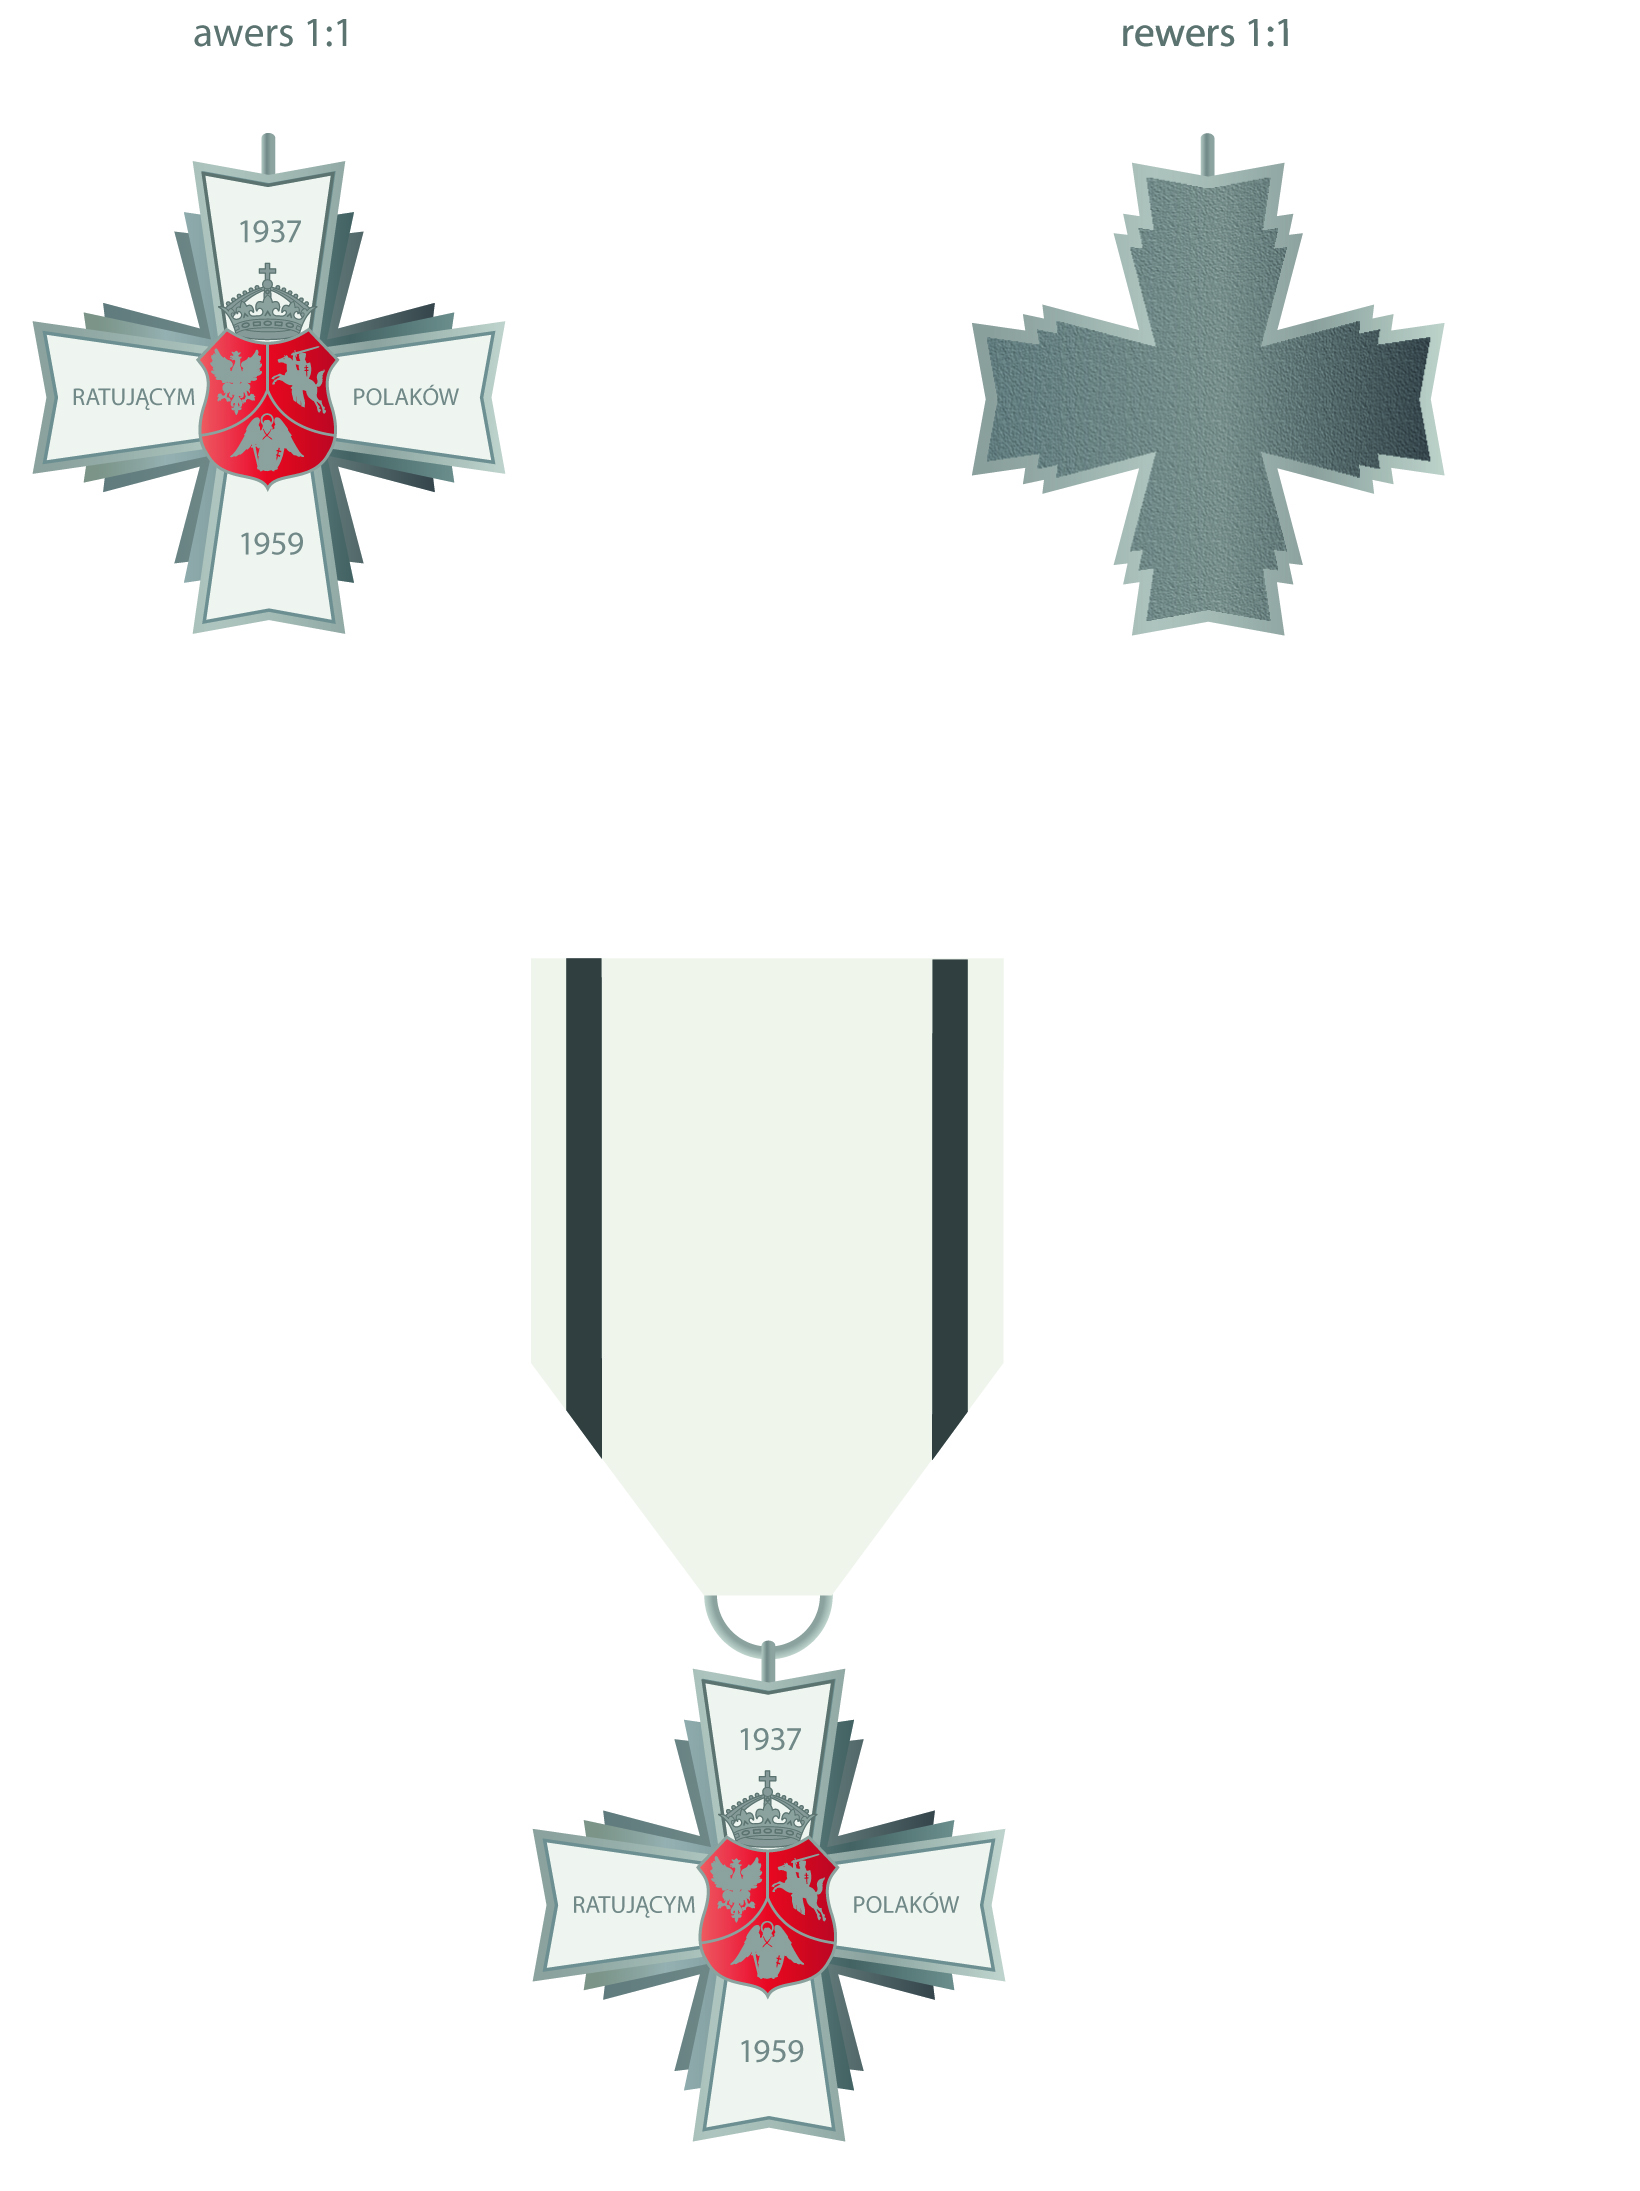 awers 1:1
rewers 1:1
1937
RATUJĄCYM POLAKÓW
1959
1937
RATUJĄCYM POLAKÓW
1959